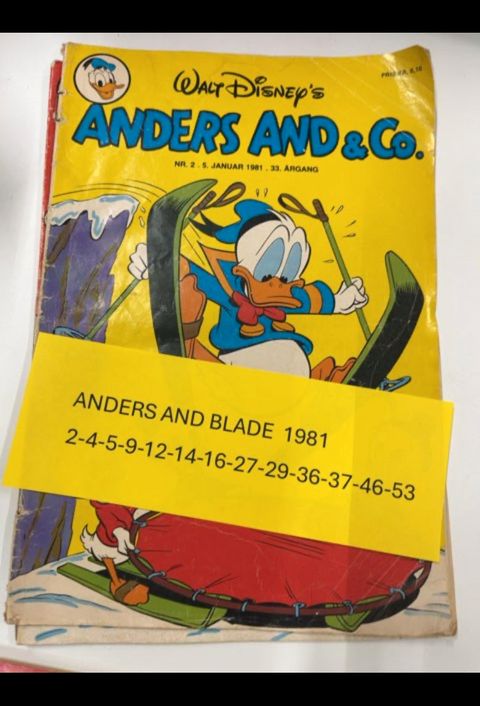 WALT DISNEY'S
ANDERS AND & Co.
NR. 2 . 5. JANUAR 1981 . 33. ÅRGANG
ANDERS AND BLADE 1981
2-4-5-9-12-14-16-27-29-36-37-46-53